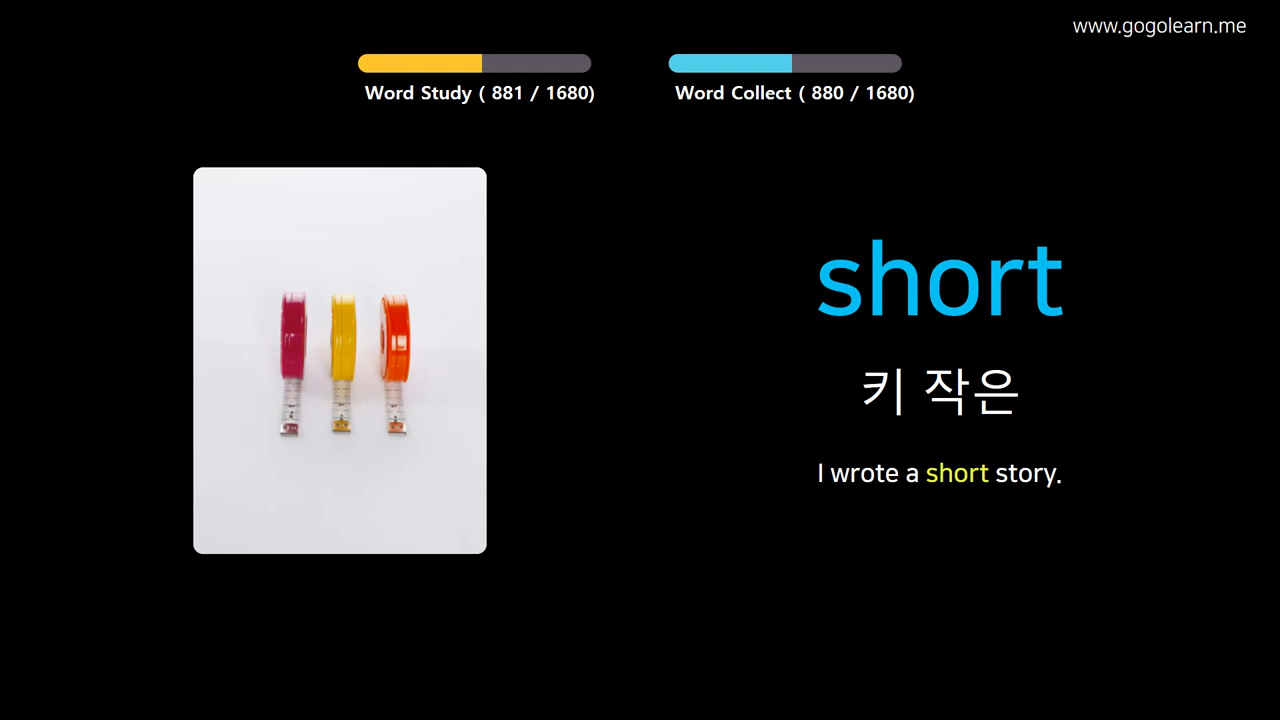 www.gogolearn.me
Word Study ( 881 / 1680)
Word Collect ( 880 / 1680)
short
키 작은
I wrote a short story.